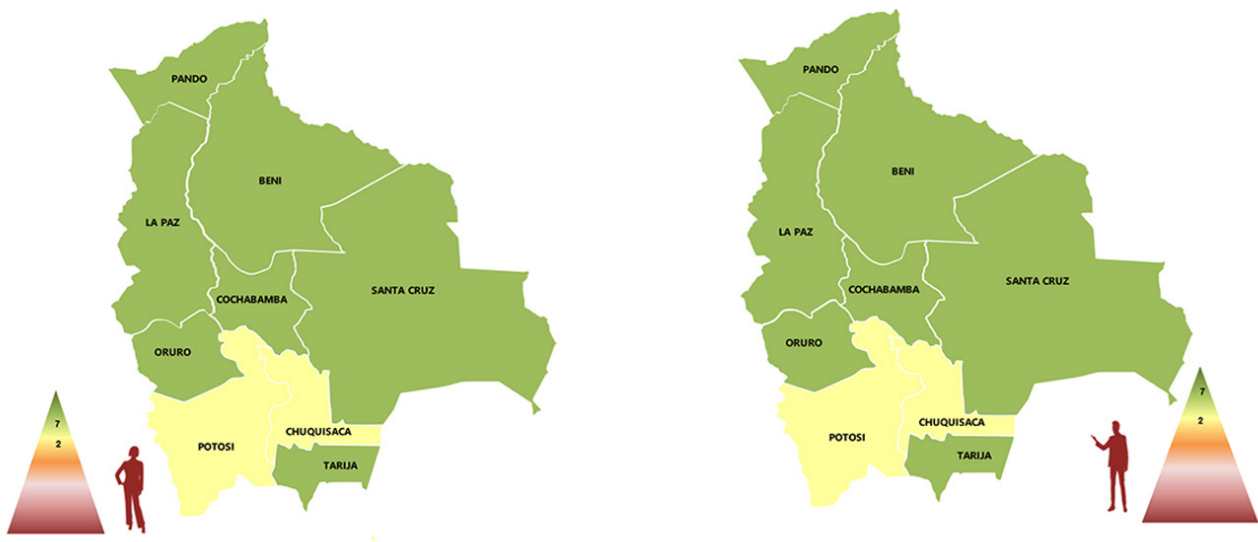 PANDO
BENI
LA PAZ
COCHABAMBA
SANTA CRUZ
ORURO
POTOSI
CHUQUISACA
TARIJA
7
2
PANDO
BENI
LA PAZ
COCHABAMBA
SANTA CRUZ
ORURO
POTOSI
CHUQUISACA
TARIJA
7
2